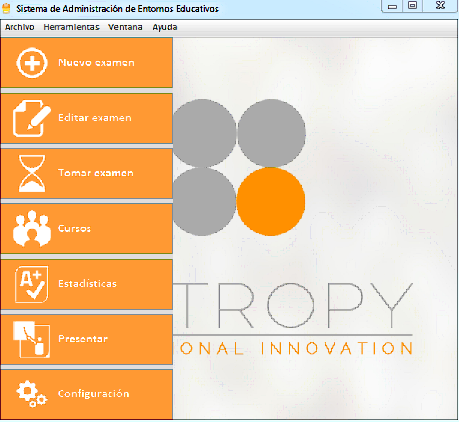 Sistema de Administración de Entornos Educativos
Archivo Herramientas Ventana Ayuda
Nuevo examen
Editar examen
Tomar examen
Cursos
A+
Estadísticas
Presentar
Configuración
TROPY
ONAL INNOVATION